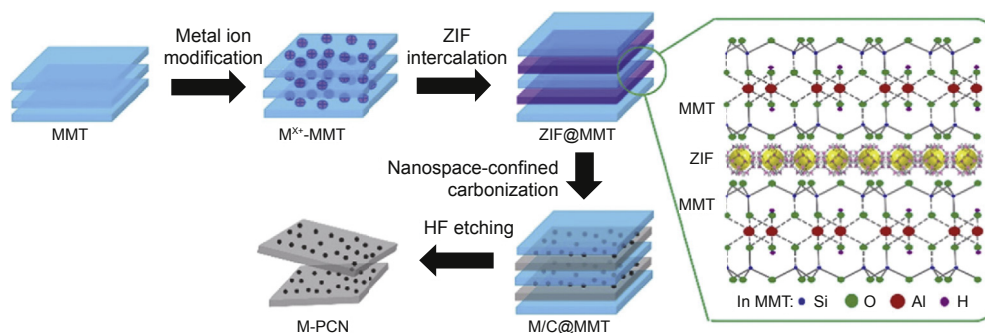 Metal ion
modification
ZIF
intercalation
MMT
Mˣ⁺-MMT
ZIF@MMT
Nanospace-confined
carbonization
HF etching
M-PCN
M/C@MMT
MMT
ZIF
MMT
In MMT: Si O Al H